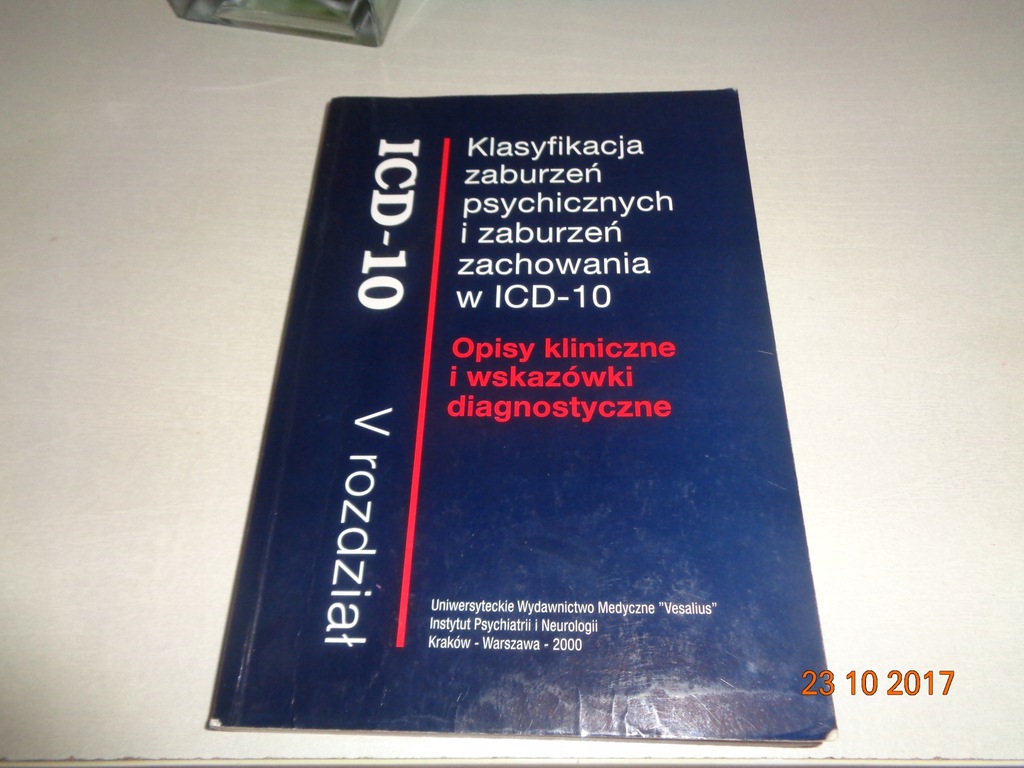 ICD-10
V rozdział
Klasyfikacja
zaburzeń
psychicznych
i zaburzeń
zachowania
w ICD-10
Opisy kliniczne
i wskazówki
diagnostyczne
Uniwersyteckie Wydawnictwo Medyczne "Vesalius"
Instytut Psychiatrii i Neurologii
Kraków - Warszawa - 2000
23 10 2017